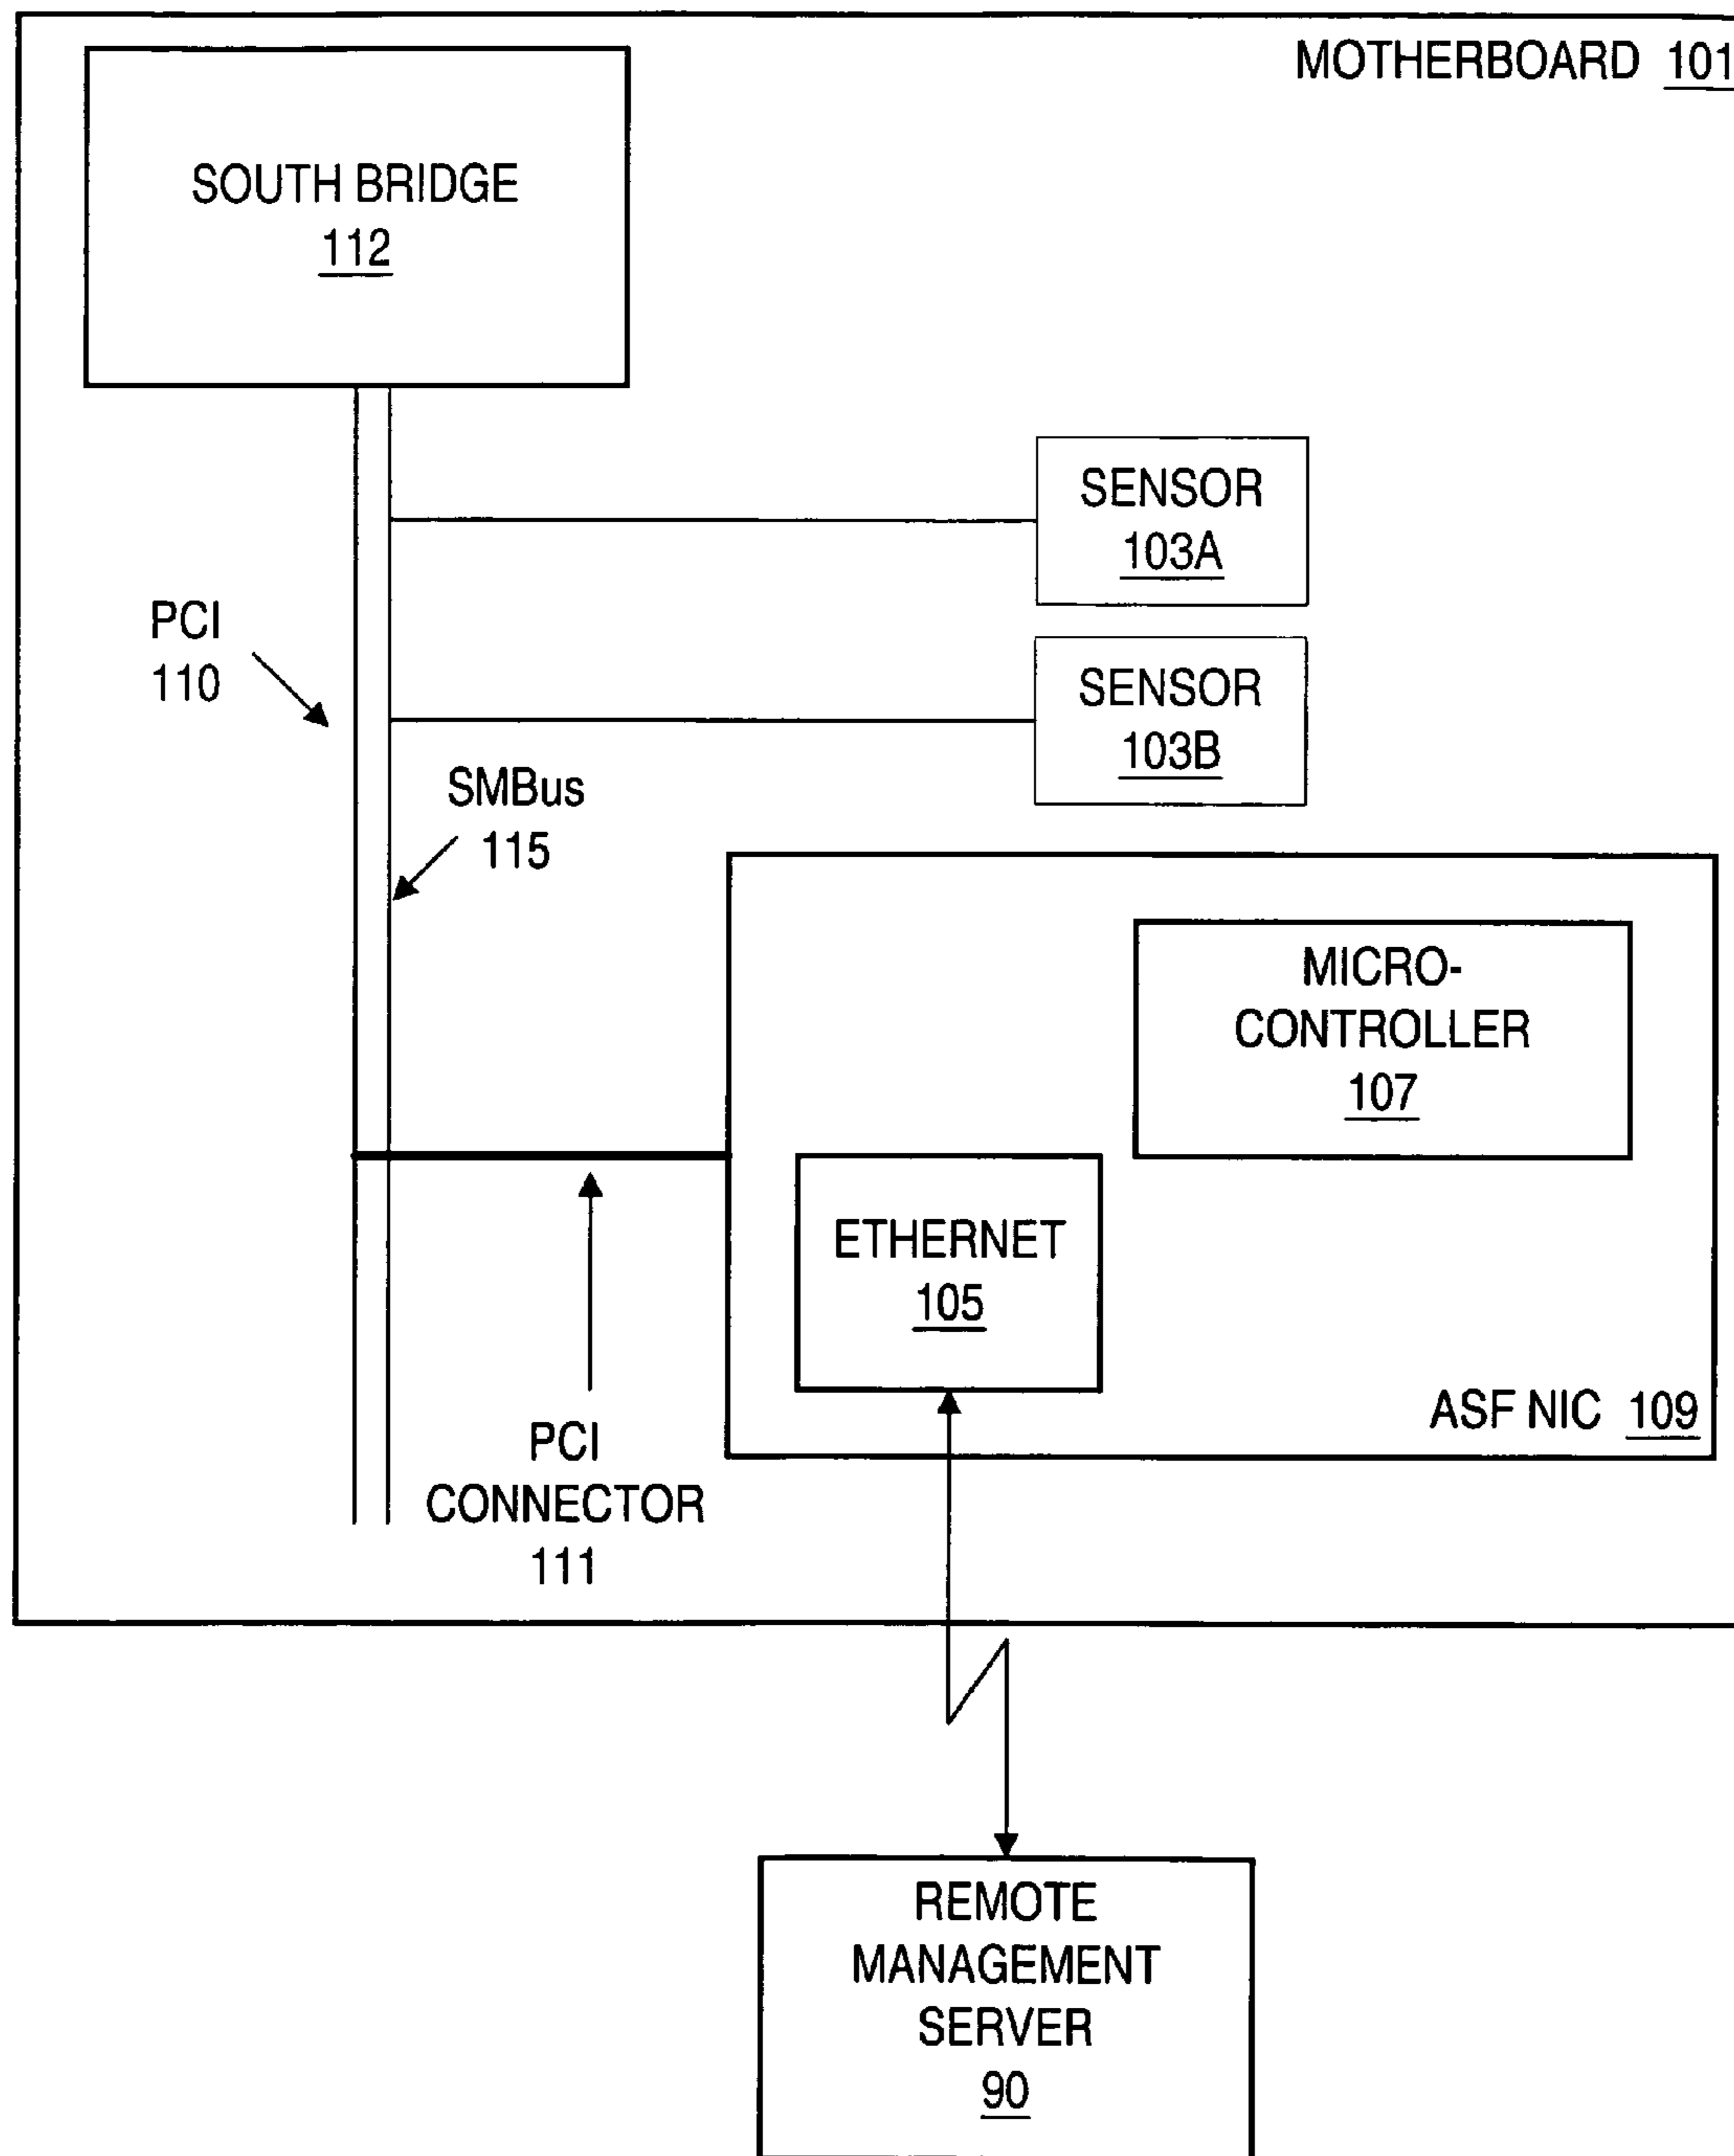 MOTHERBOARD 101
SOUTH BRIDGE
112
SENSOR
103A
PCI
110
SENSOR
103B
SMBus
115
MICRO-
CONTROLLER
107
ETHERNET
105
ASF NIC 109
PCI
CONNECTOR
111
REMOTE
MANAGEMENT
SERVER
90